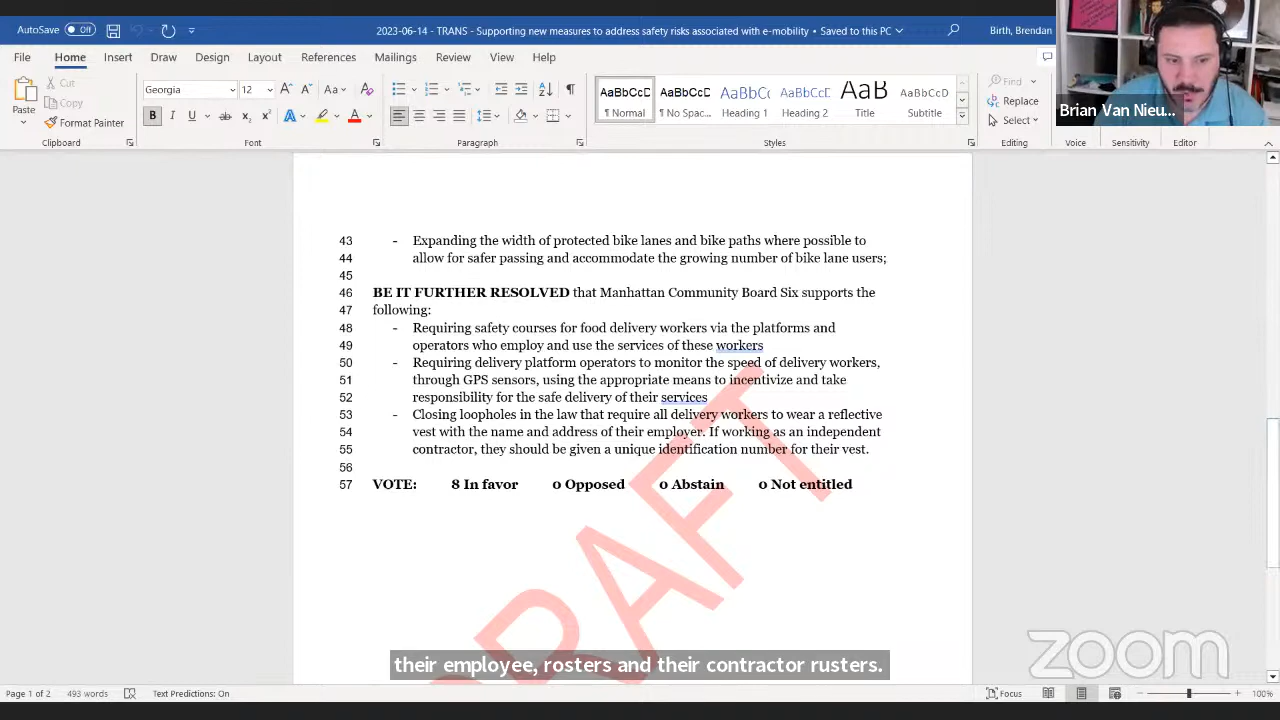 AutoSave Off
2023-06-14 - TRANS - Supporting new measures to address safety risks associated with e-mobility • Saved to this PC
Birth, Brendan
File Home Insert Draw Design Layout References Mailings Review View Help
Paste
Cut
Copy
Format Painter
Georgia 12
AaBbCcD AaBbCcD AaBbC( AaBbCcC AaB AaBbCcD
¶ Normal ¶ No Spac... Heading 1 Heading 2 Title Subtitle
Find
Replace
Select
Clipboard Font Paragraph Styles Editing Voice Sensitivity Editor
Brian Van Nieu...
43 - Expanding the width of protected bike lanes and bike paths where possible to
44 allow for safer passing and accommodate the growing number of bike lane users;
45
46 BE IT FURTHER RESOLVED that Manhattan Community Board Six supports the
47 following:
48 - Requiring safety courses for food delivery workers via the platforms and
49 operators who employ and use the services of these workers
50 - Requiring delivery platform operators to monitor the speed of delivery workers,
51 through GPS sensors, using the appropriate means to incentivize and take
52 responsibility for the safe delivery of their services
53 - Closing loopholes in the law that require all delivery workers to wear a reflective
54 vest with the name and address of their employer. If working as an independent
55 contractor, they should be given a unique identification number for their vest.
56
57 VOTE: 8 In favor 0 Opposed 0 Abstain 0 Not entitled
DRAFT
their employee, rosters and their contractor rusters.
zoom
Page 1 of 2 493 words Text Predictions: On Focus 100%